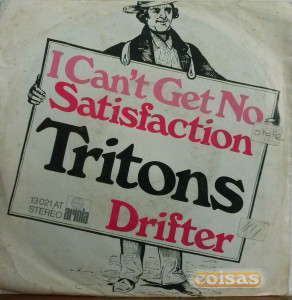 I Can't Get No
Satisfaction
Tritons
Drifter
13 021 AT
STEREO ariola
coisas